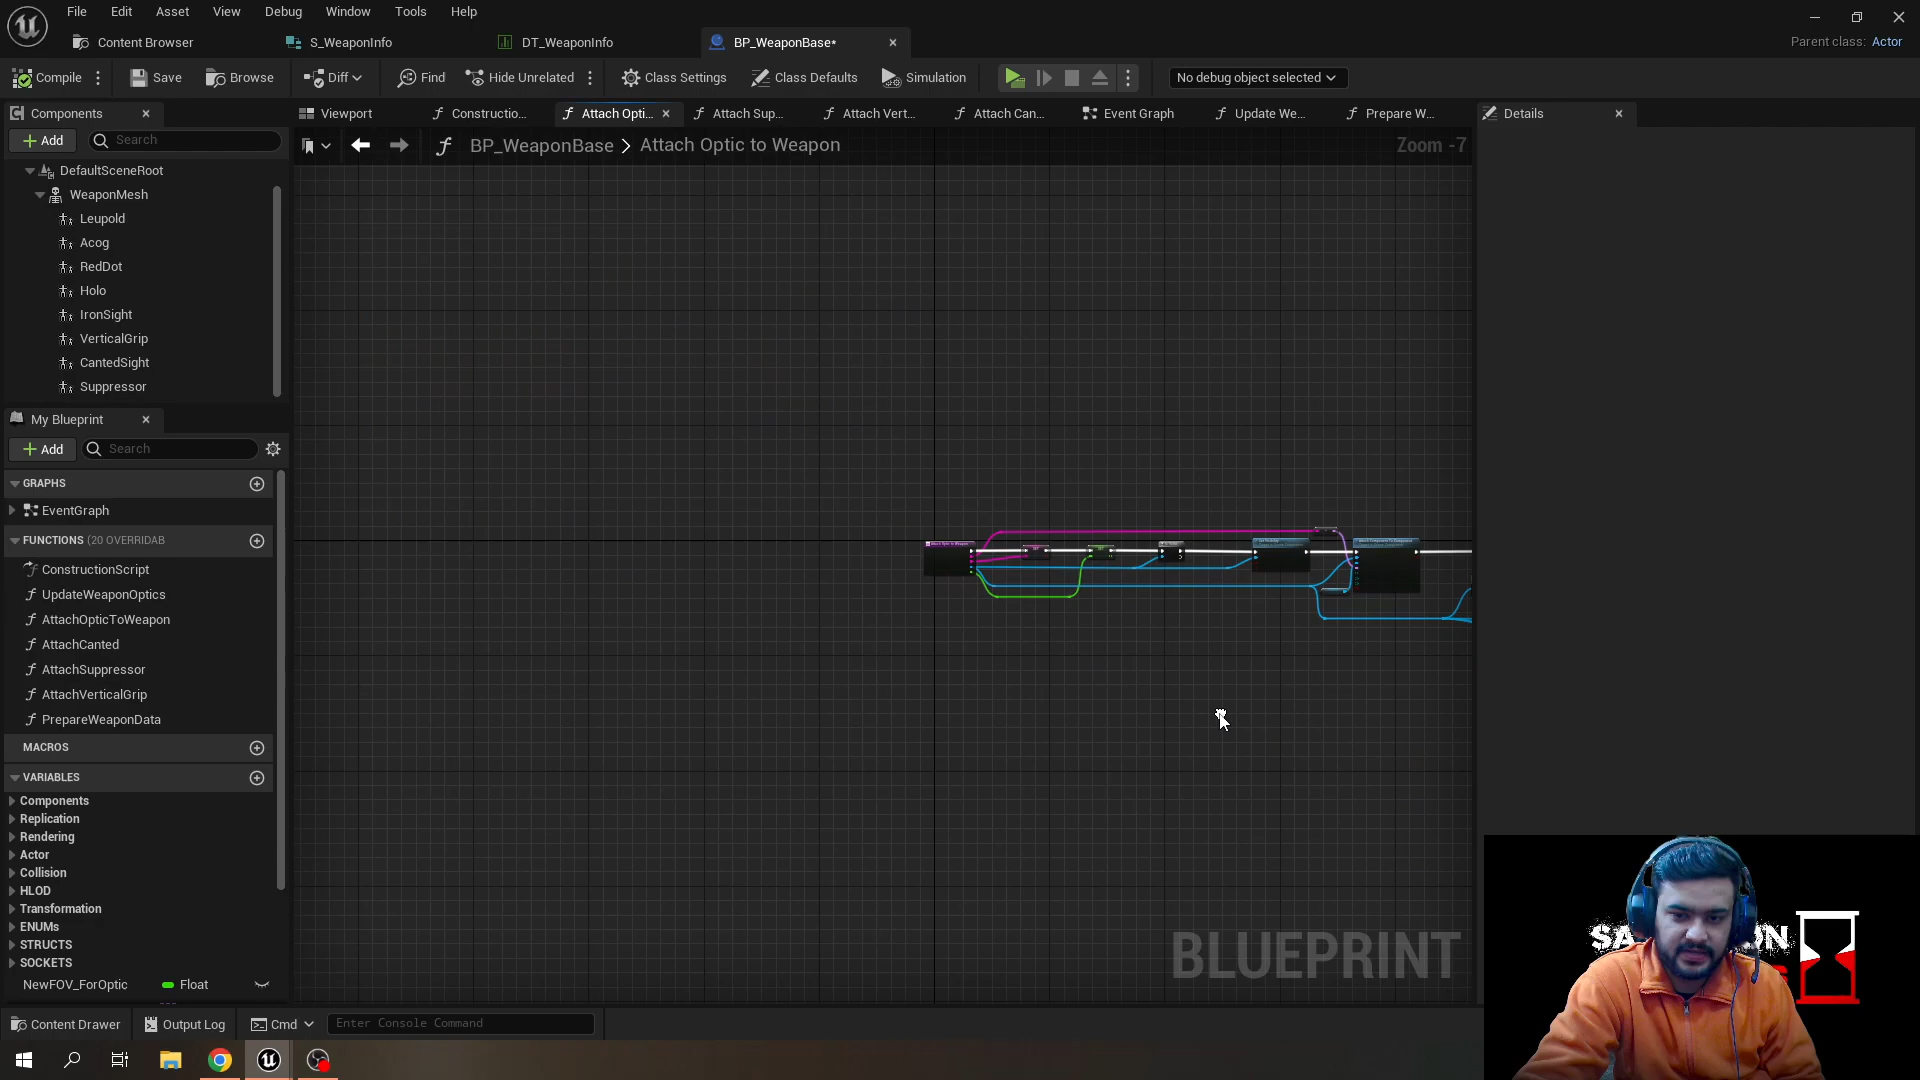 File Edit Asset View Debug Window Tools Help
Content Browser S_WeaponInfo DT_WeaponInfo BP_WeaponBase* Parent class: Actor
Compile Save Browse Diff Find Hide Unrelated Class Settings Class Defaults Simulation No debug object selected
Components Viewport Constructio... Attach Opti... Attach Sup... Attach Vert... Attach Can... Event Graph Update We... Prepare W... Details
Add Search
BP_WeaponBase > Attach Optic to Weapon Zoom -7
DefaultSceneRoot
WeaponMesh
Leupold
Acog
RedDot
Holo
IronSight
VerticalGrip
CantedSight
Suppressor
My Blueprint
Add Search
GRAPHS
EventGraph
FUNCTIONS (20 OVERRIDAB
ConstructionScript
UpdateWeaponOptics
AttachOpticToWeapon
AttachCanted
AttachSuppressor
AttachVerticalGrip
PrepareWeaponData
MACROS
VARIABLES
Components
Replication
Rendering
Actor
Collision
HLOD
Transformation
ENUMs
STRUCTS
SOCKETS
NewFOV_ForOptic Float
BLUEPRINT
Content Drawer Output Log Cmd Enter Console Command